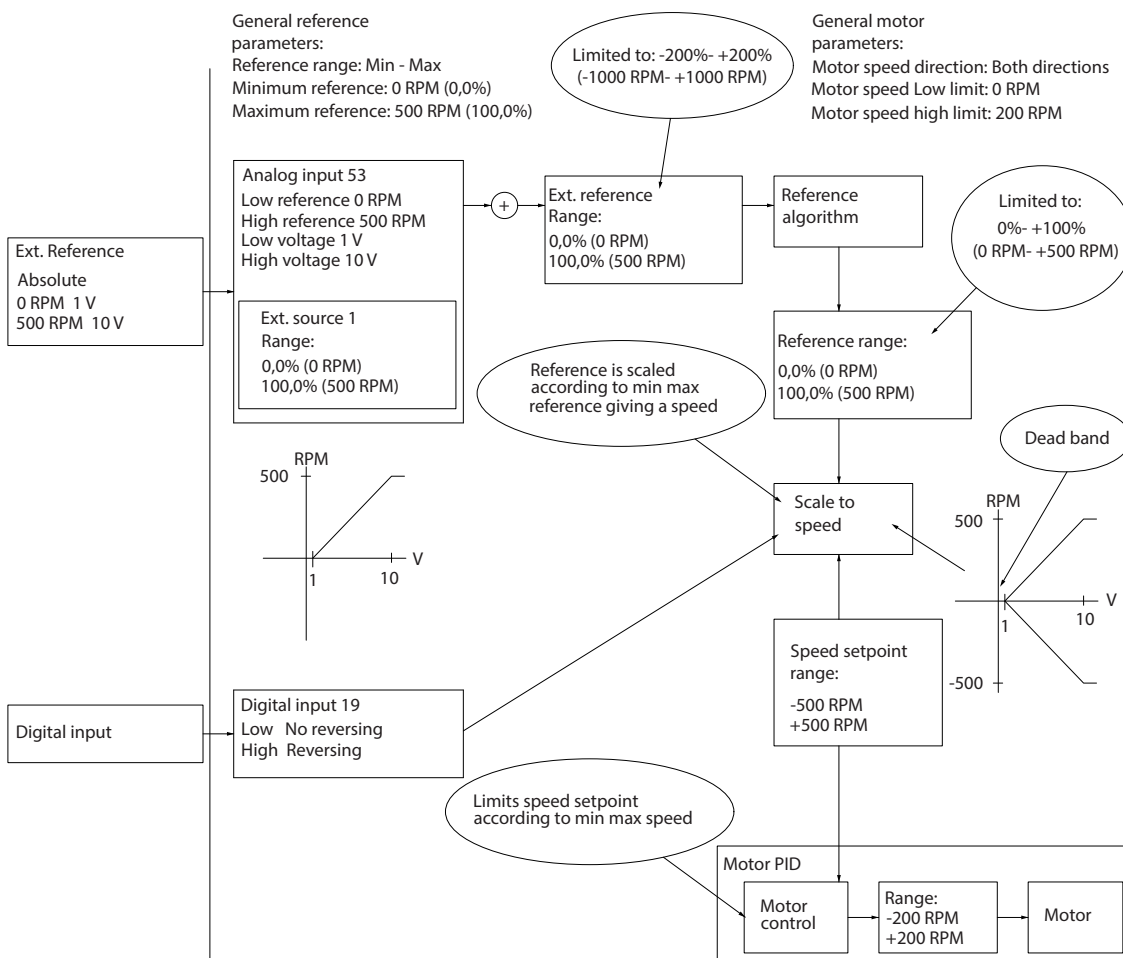 General reference
parameters:
Reference range: Min - Max
Minimum reference: 0 RPM (0,0%)
Maximum reference: 500 RPM (100,0%)
Limited to: -200%- +200%
(-1000 RPM- +1000 RPM)
General motor
parameters:
Motor speed direction: Both directions
Motor speed Low limit: 0 RPM
Motor speed high limit: 200 RPM
Ext. Reference
Absolute
0 RPM 1 V
500 RPM 10 V
Analog input 53
Low reference 0 RPM
High reference 500 RPM
Low voltage 1 V
High voltage 10 V
Ext. source 1
Range:
0,0% (0 RPM)
100,0% (500 RPM)
+
Ext. reference
Range:
0,0% (0 RPM)
100,0% (500 RPM)
Reference
algorithm
Limited to:
0%- +100%
(0 RPM- +500 RPM)
Reference range:
0,0% (0 RPM)
100,0% (500 RPM)
Reference is scaled
according to min max
reference giving a speed
Dead band
RPM
500
V
1
10
Scale to
speed
RPM
500
V
1
10
-500
Speed setpoint
range:
-500 RPM
+500 RPM
Digital input
Digital input 19
Low No reversing
High Reversing
Limits speed setpoint
according to min max speed
Motor PID
Motor
control
Range:
-200 RPM
+200 RPM
Motor